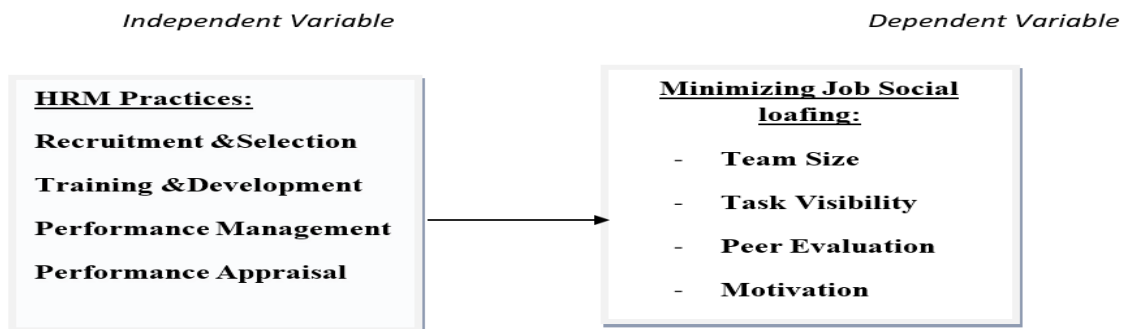 Independent Variable
Dependent Variable
HRM Practices:
Recruitment &Selection
Training &Development
Performance Management
Performance Appraisal
Minimizing Job Social
loafing:
- Team Size
- Task Visibility
- Peer Evaluation
- Motivation